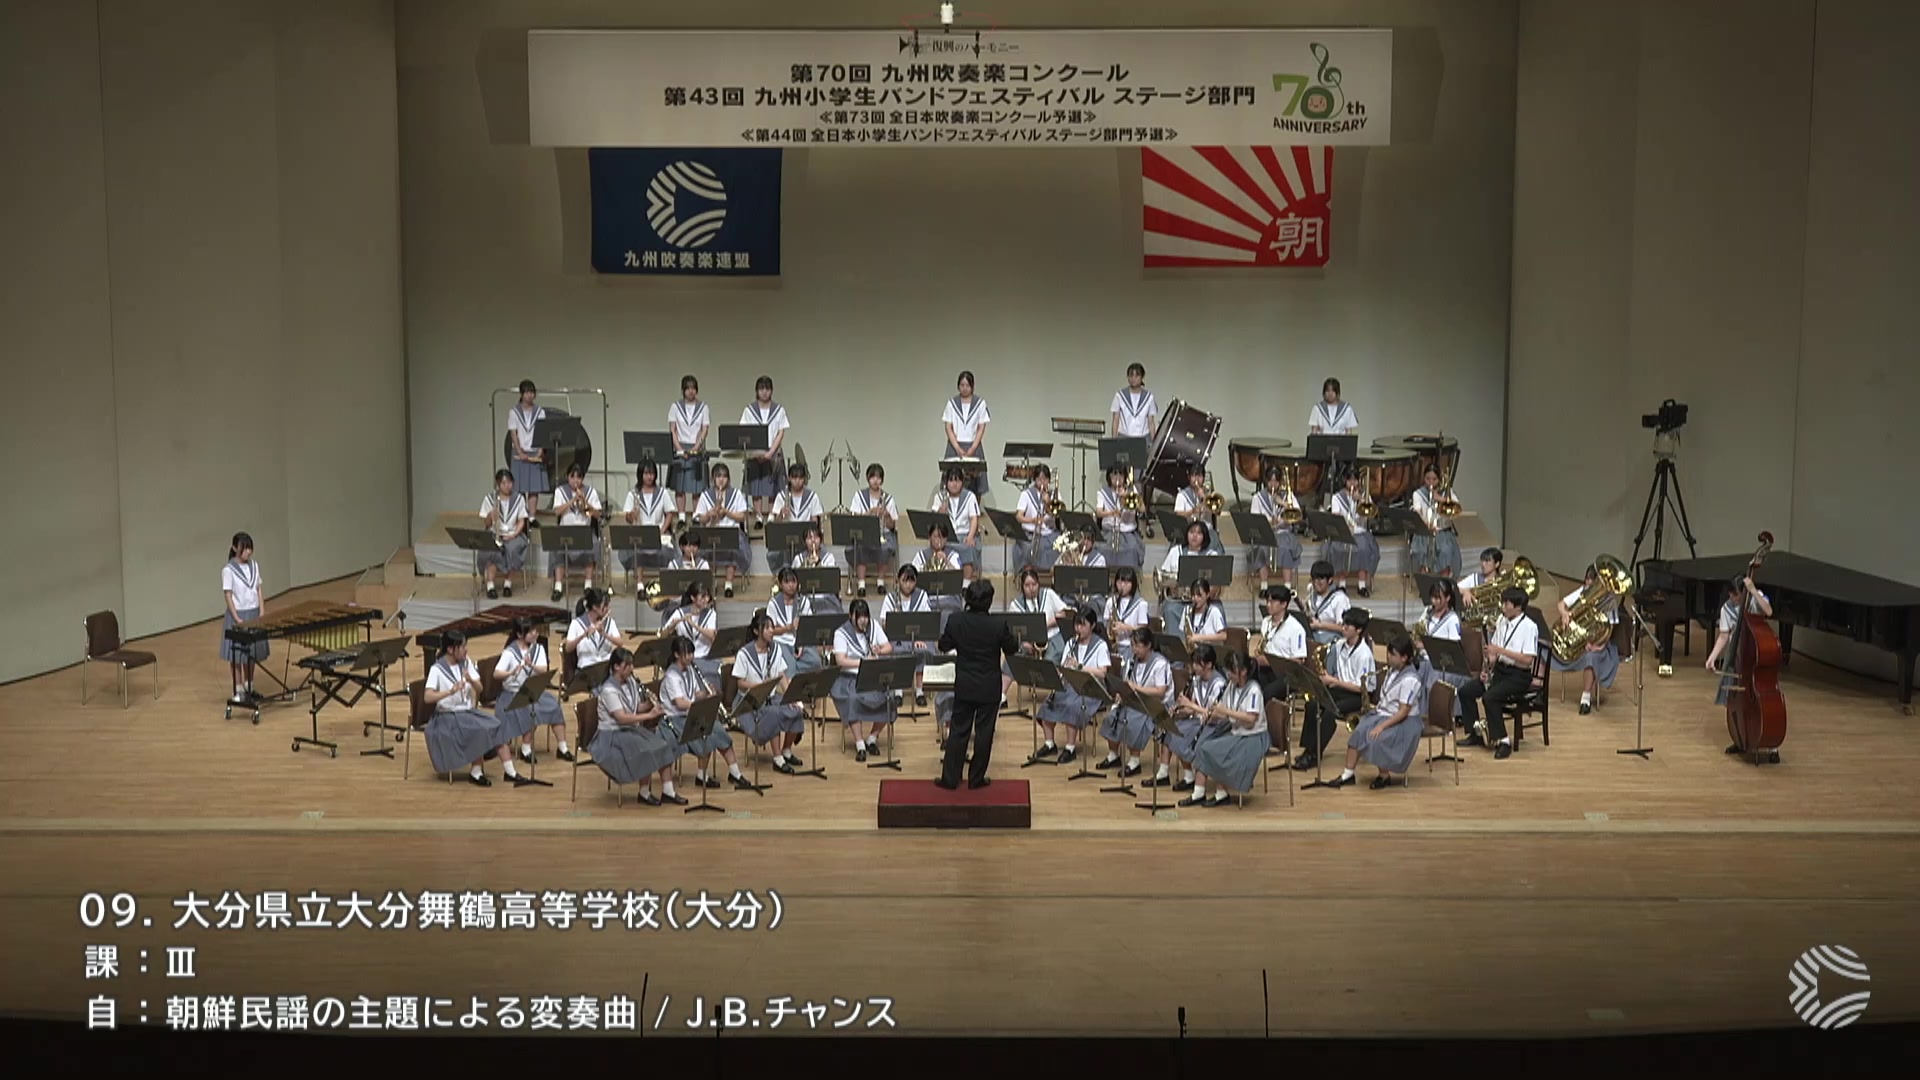 復興のハーモニー
第70回 九州吹奏楽コンクール
第43回 九州小学生バンドフェスティバル ステージ部門
≪第73回 全日本吹奏楽コンクール予選≫
≪第44回 全日本小学生バンドフェスティバル ステージ部門予選≫
70th
ANNIVERSARY
九州吹奏楽連盟
朝
09. 大分県立大分舞鶴高等学校(大分)
課 : Ⅲ
自 : 朝鮮民謡の主題による変奏曲 / J.B.チャンス